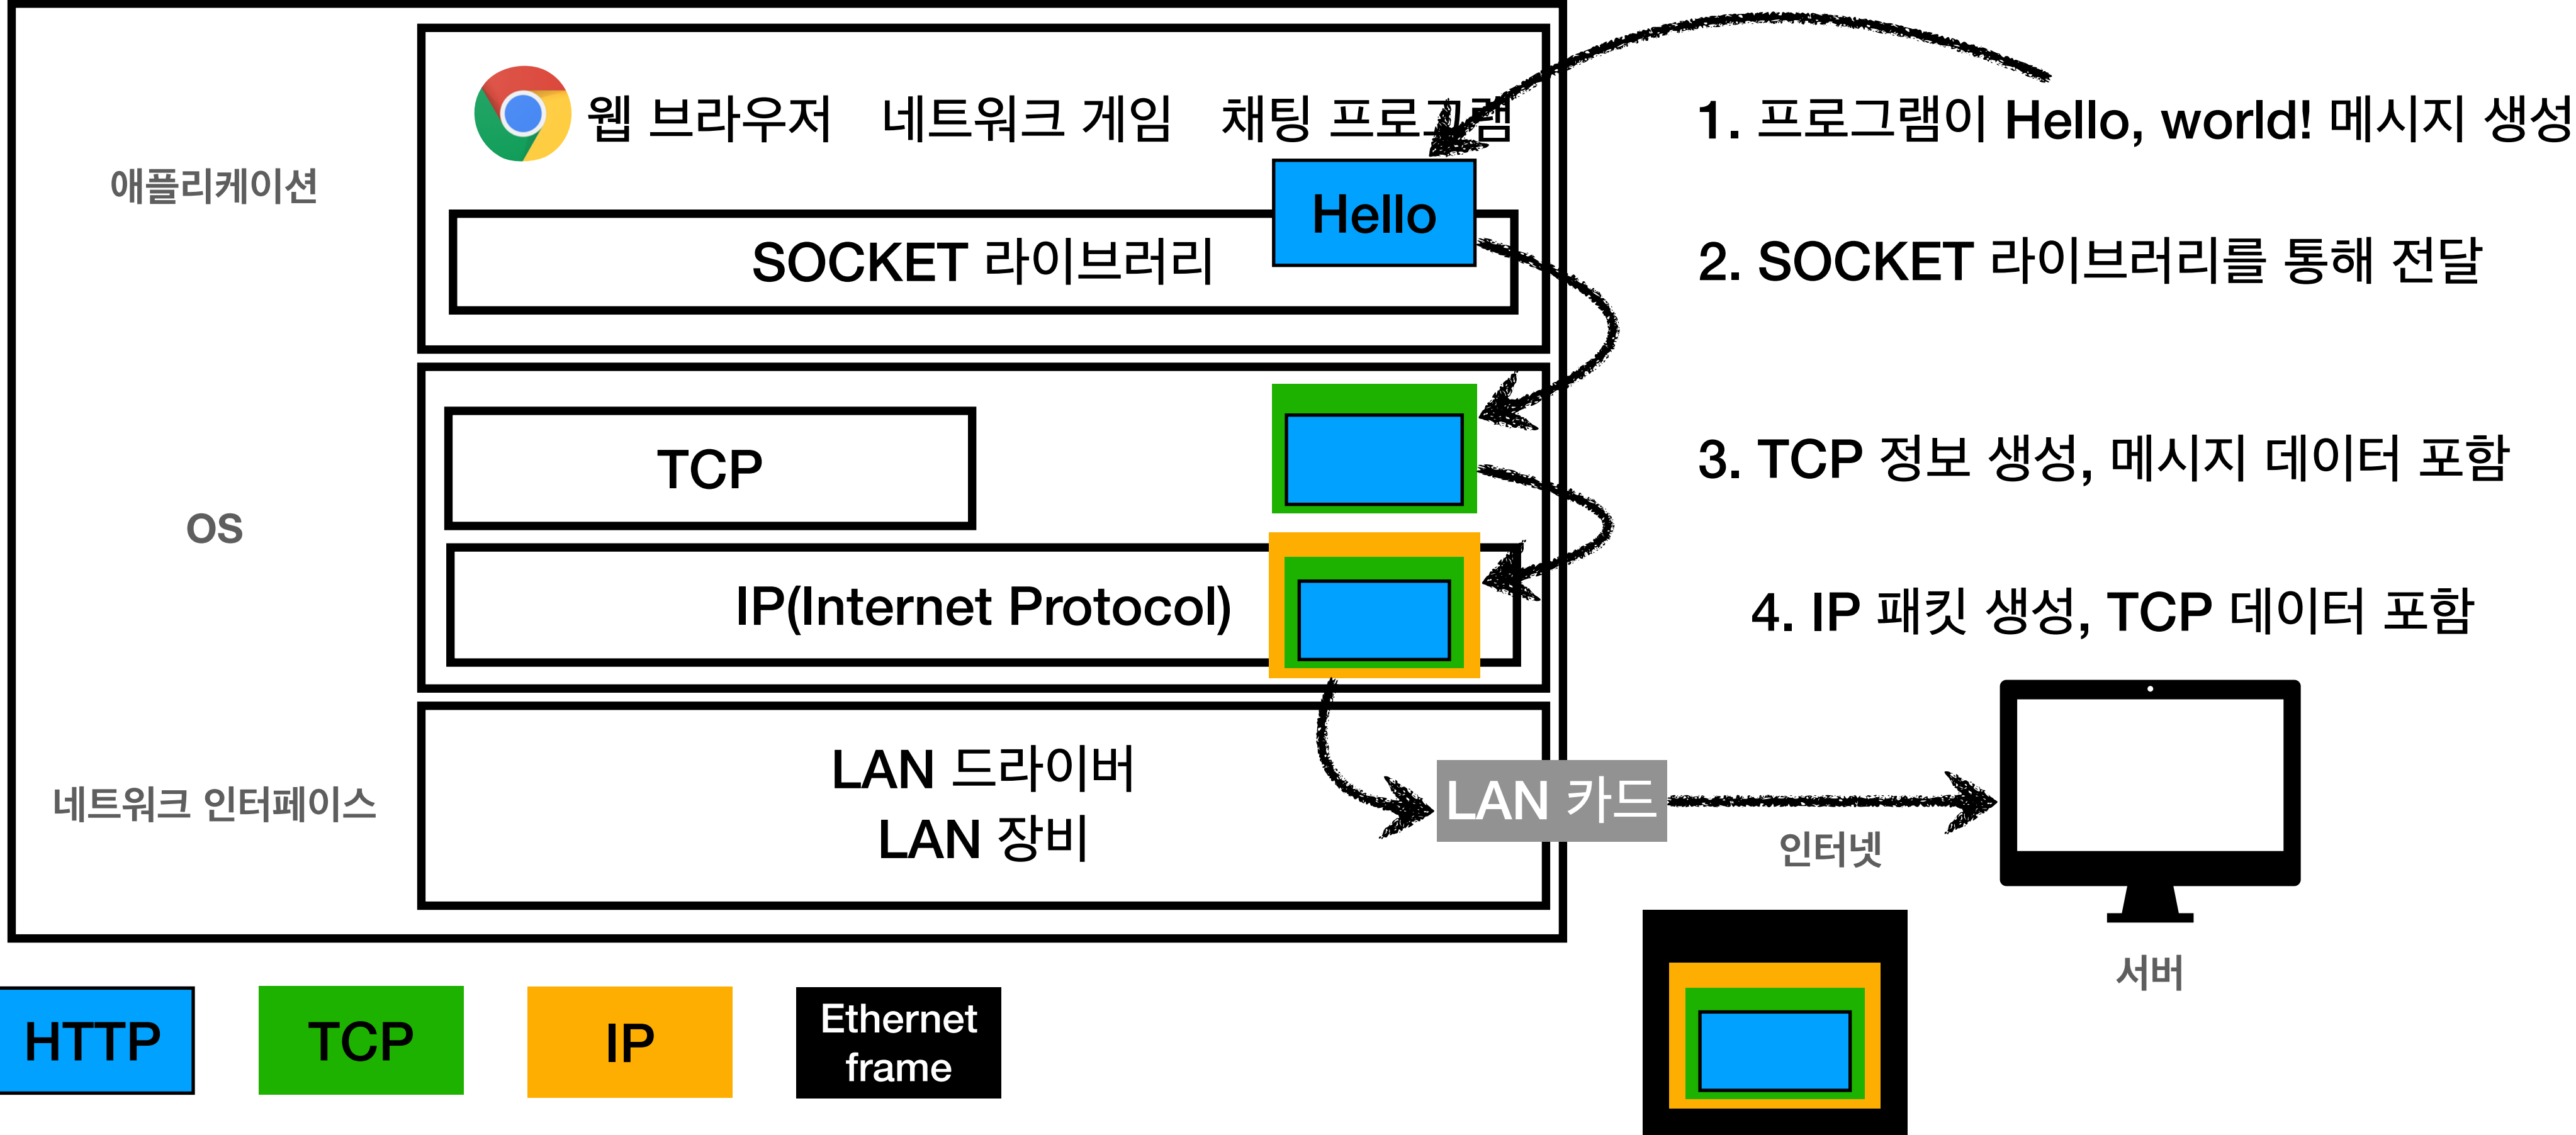 웹 브라우저 네트워크 게임 채팅 프로그램
애플리케이션
Hello
SOCKET 라이브러리
1. 프로그램이 Hello, world! 메시지 생성
2. SOCKET 라이브러리를 통해 전달
OS
TCP
IP(Internet Protocol)
3. TCP 정보 생성, 메시지 데이터 포함
4. IP 패킷 생성, TCP 데이터 포함
네트워크 인터페이스
LAN 드라이버
LAN 장비
LAN 카드
인터넷
서버
HTTP
TCP
IP
Ethernet
frame